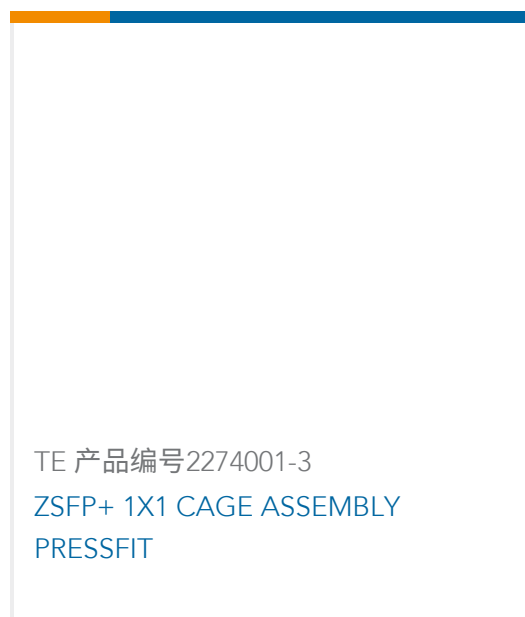 TE 产品编号2274001-3
ZSFP+ 1X1 CAGE ASSEMBLY
PRESSFIT